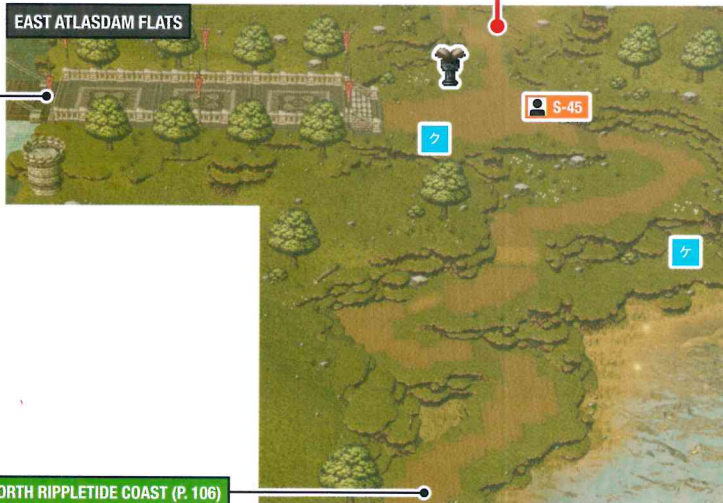 EAST ATLASDAM FLATS
S-45
ク
ケ
ORTH RIPPLETIDE COAST (P. 106)